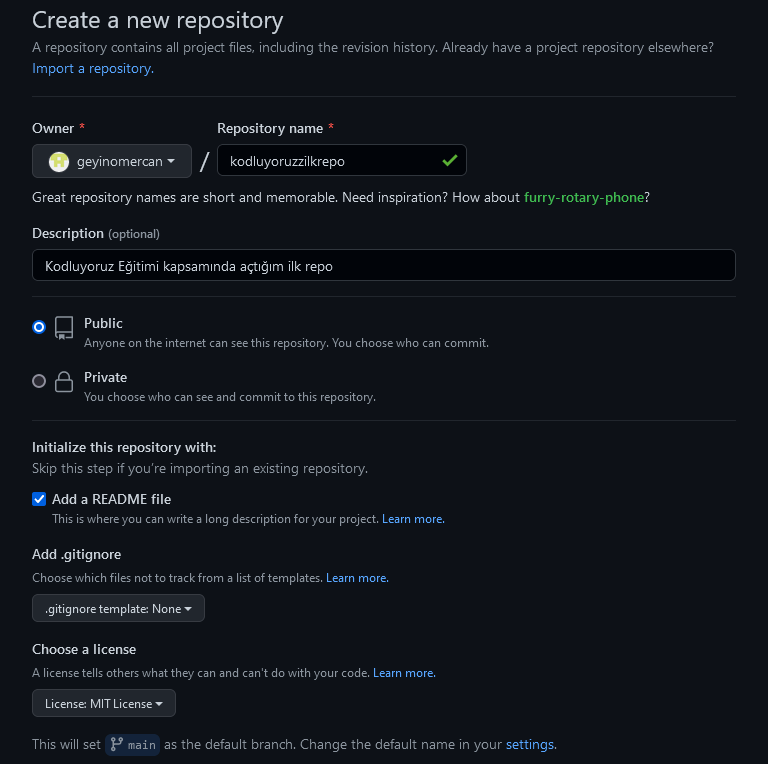 Create a new repository
A repository contains all project files, including the revision history. Already have a project repository elsewhere?
Import a repository.
Owner * Repository name *
geyinomercan / kodluyoruzzilkrepo
Great repository names are short and memorable. Need inspiration? How about furry-rotary-phone?
Description (optional)
Kodluyoruz Eğitimi kapsamında açtığım ilk repo
Public
Anyone on the internet can see this repository. You choose who can commit.
Private
You choose who can see and commit to this repository.
Initialize this repository with:
Skip this step if you're importing an existing repository.
Add a README file
This is where you can write a long description for your project. Learn more.
Add .gitignore
Choose which files not to track from a list of templates. Learn more.
.gitignore template: None
Choose a license
A license tells others what they can and can't do with your code. Learn more.
License: MIT License
This will set main as the default branch. Change the default name in your settings.